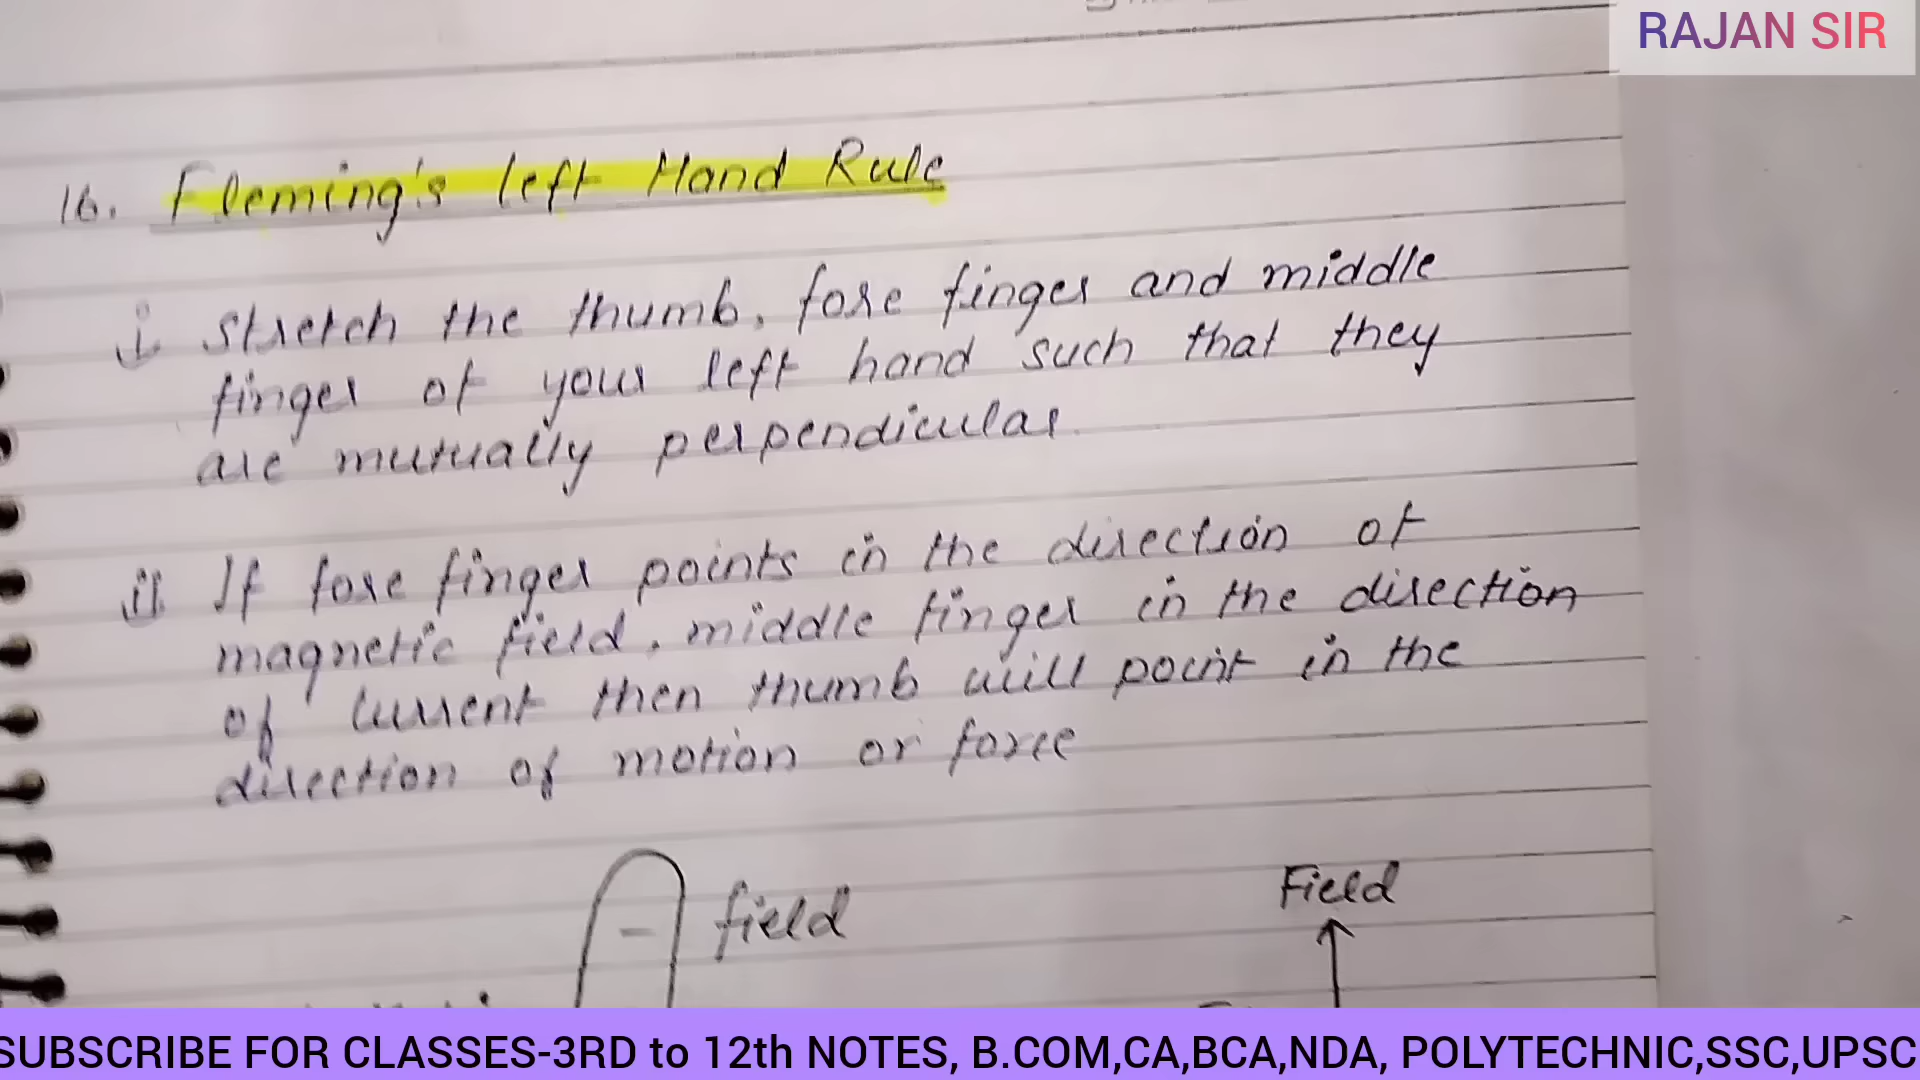 RAJAN SIR
16. Fleming's left Hand Rule
i Stretch the thumb, fore finger and middle
finger of your left hand such that they
are mutually perpendicular.
ii If fore finger points in the direction of
magnetic field, middle finger in the direction
of current then thumb will point in the
direction of motion or force
field
Field
SUBSCRIBE FOR CLASSES-3RD to 12th NOTES, B.COM,CA,BCA,NDA, POLYTECHNIC,SSC,UPSC